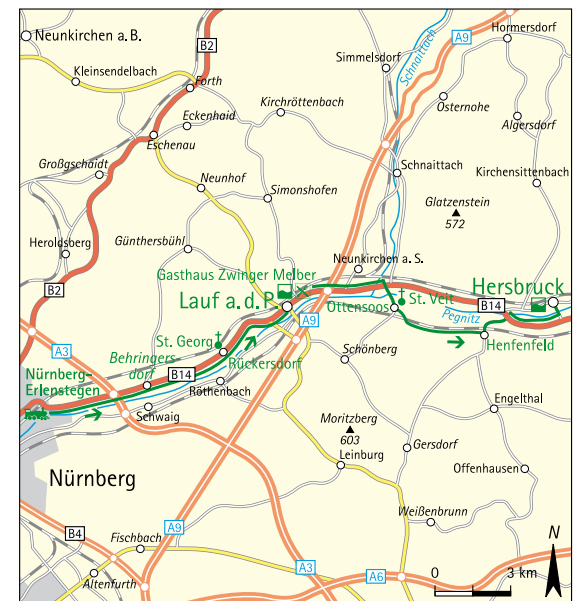 Neunkirchen a. B.
B2
A9
Hormersdorf
Kleinsendelbach
Simmelsdorf
Schnaittach
Forth
Osternohe
Kirchröttenbach
Eckenhaid
Algersdorf
Eschenau
Großgschaidt
Schnaittach
Neunhof
Kirchensittenbach
Simonshofen
Glatzenstein
572
Heroldsberg
Günthersbühl
Neunkirchen a. S.
Gasthaus Zwinger Melber
Hersbruck
B2
Lauf a. d. P.
St. Veit
Ottensoos
B14
Pegnitz
A9
St. Georg
Henfenfeld
A3
Behringers-
dorf
Rückersdorf
Schönberg
Nürnberg-
Erlenstegen
B14
Röthenbach
Engelthal
Schwaig
Moritzberg
603
Gersdorf
Leinburg
Offenhausen
Nürnberg
Weißenbrunn
A9
B4
Fischbach
N
A3
A6
0
3 km
Altenfurth